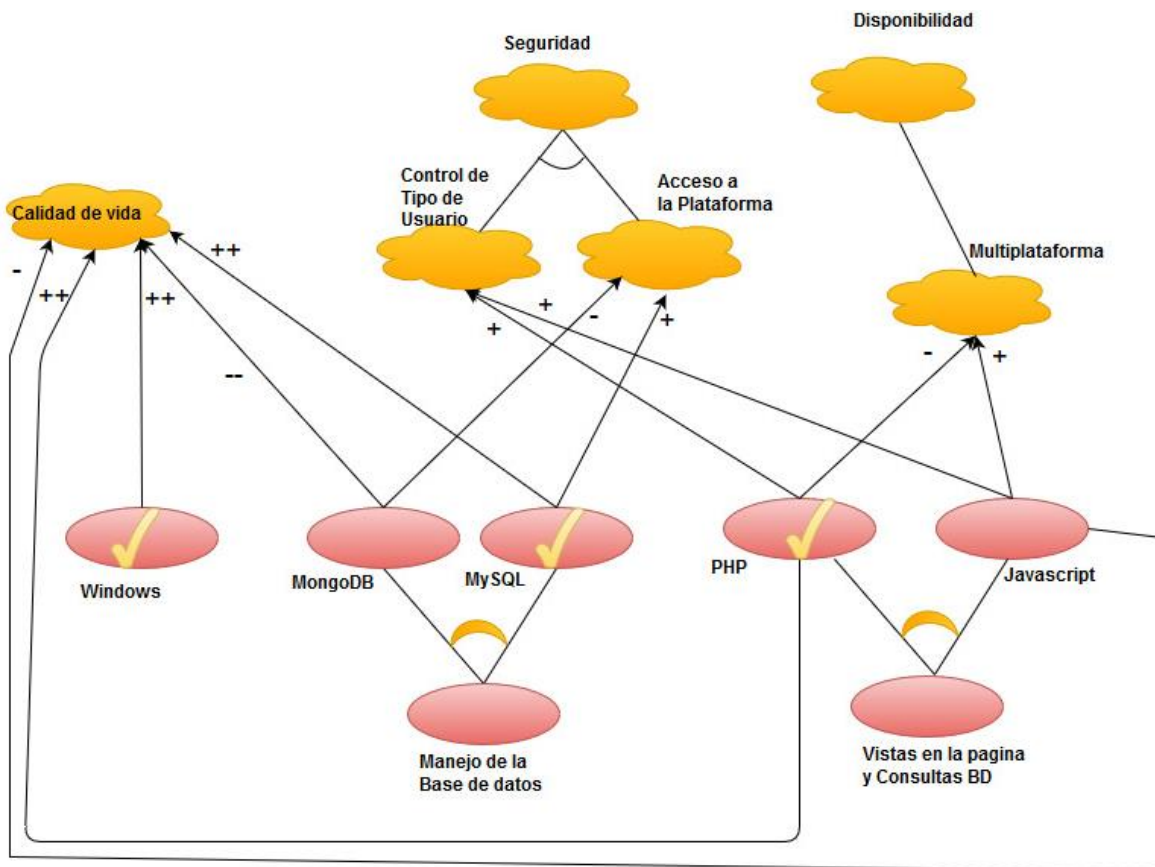 Disponibilidad
Seguridad
Control de
Tipo de
Usuario
Acceso a
la Plataforma
Calidad de vida
Multiplataforma
-
++
++
++
--
+
+
-
+
-
+
Windows
MongoDB
MySQL
PHP
Javascript
Manejo de la
Base de datos
Vistas en la pagina
y Consultas BD